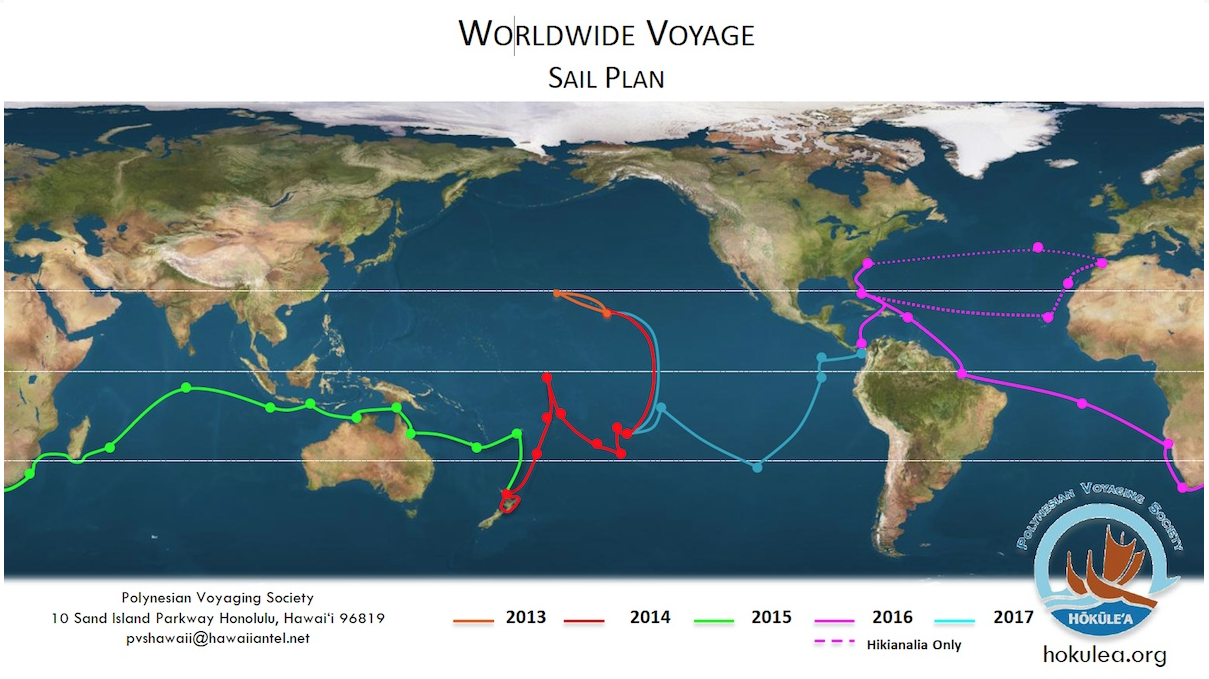 WORLDWIDE VOYAGE
SAIL PLAN
POLYNESIAN VOYAGING SOCIETY
HŌKŪLE‘A
hokulea.org
Polynesian Voyaging Society
10 Sand Island Parkway Honolulu, Hawai‘i 96819
pvshawaii@hawaiiantel.net
2013 2014 2015 2016 2017
Hikianalia Only